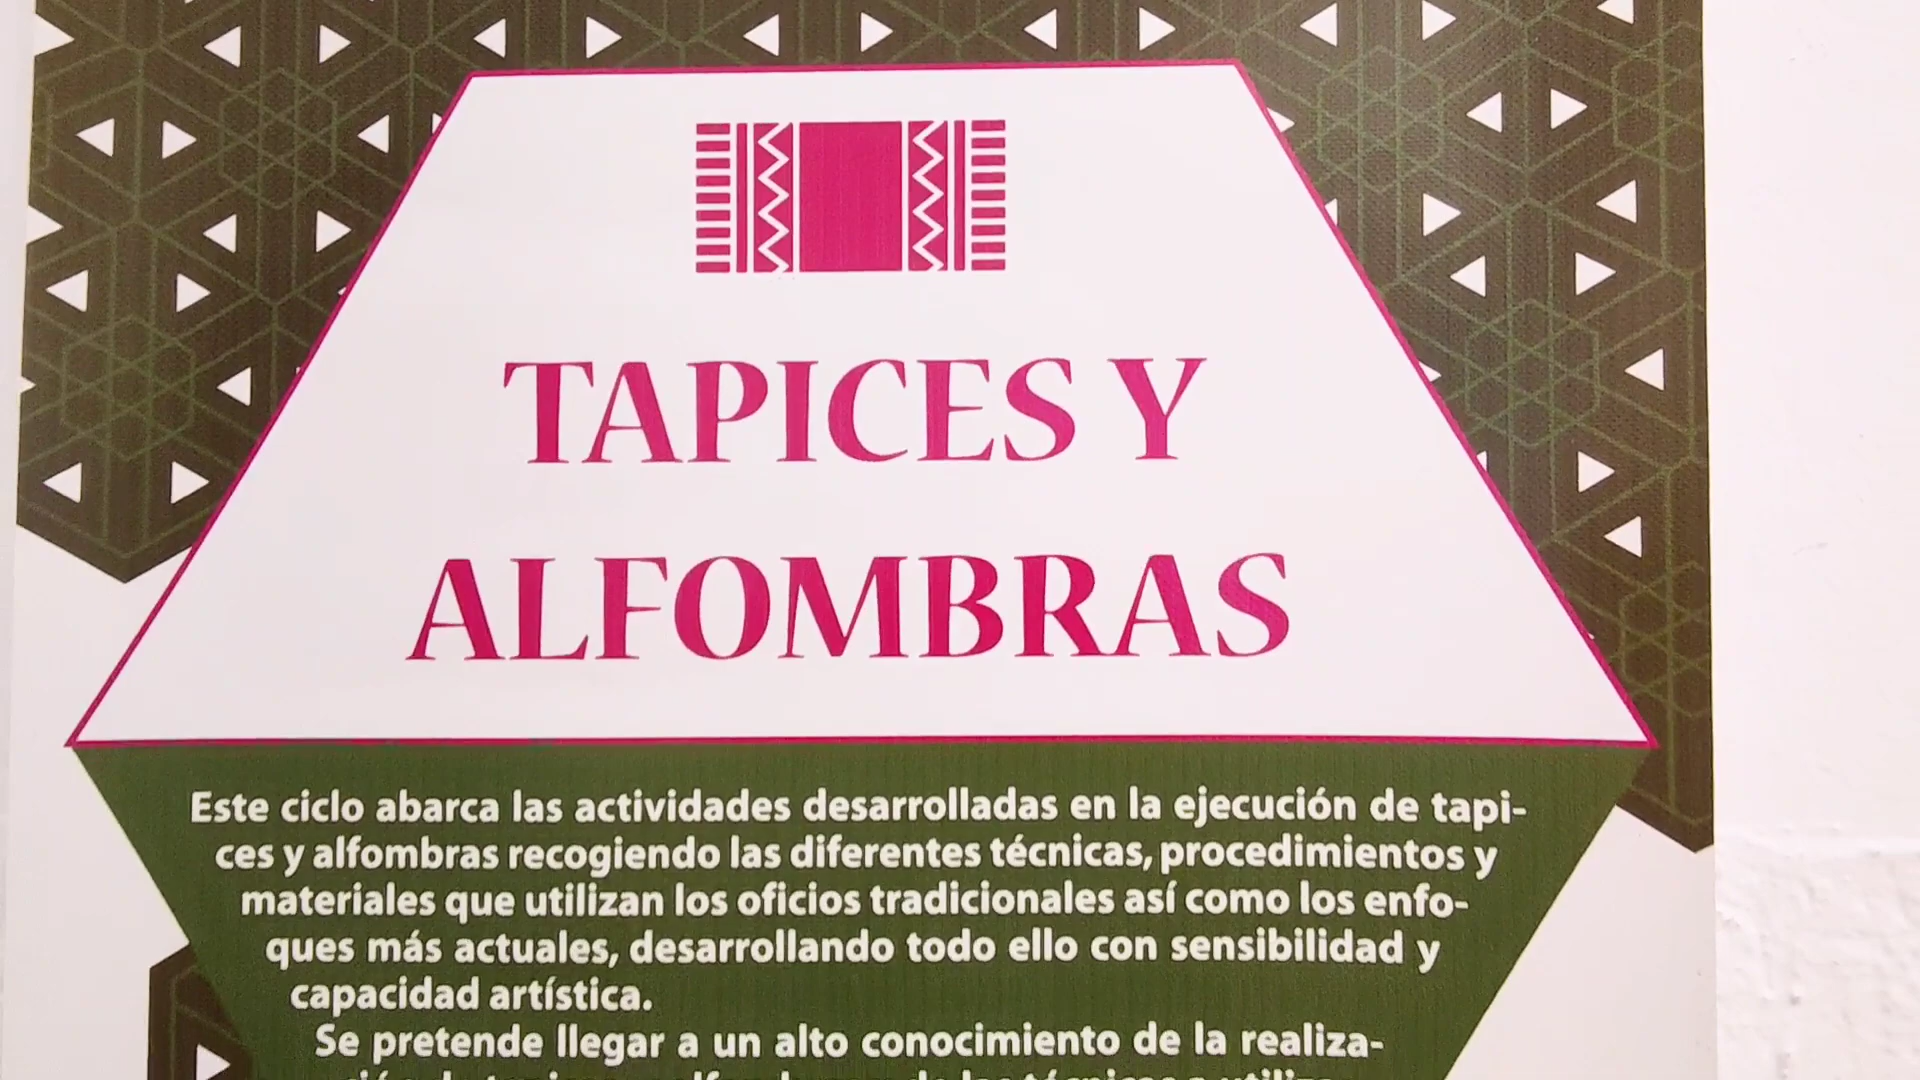 TAPICES Y
ALFOMBRAS
Este ciclo abarca las actividades desarrolladas en la ejecución de tapi-
ces y alfombras recogiendo las diferentes técnicas, procedimientos y
materiales que utilizan los oficios tradicionales así como los enfo-
ques más actuales, desarrollando todo ello con sensibilidad y
capacidad artística.
Se pretende llegar a un alto conocimiento de la realiza-